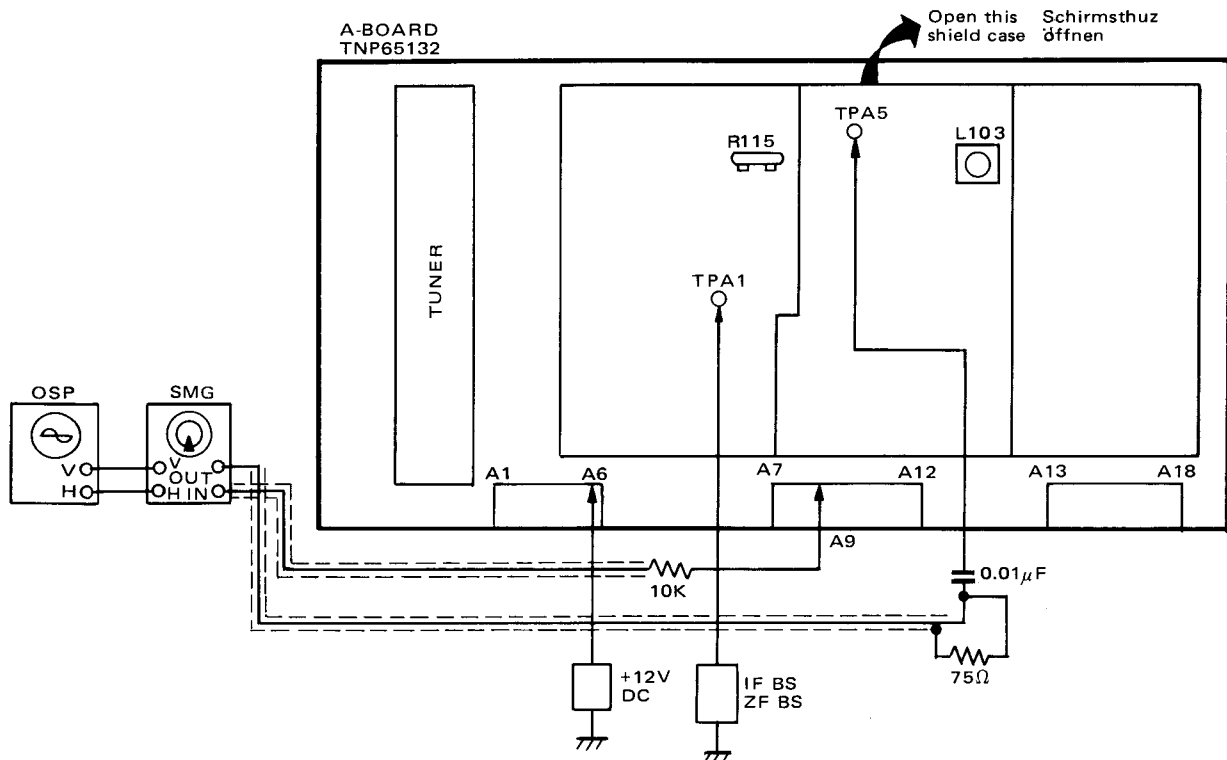 A-BOARD
TNP65132
Open this Schirmsthuz
shield case öffnen
TPA5
R115
L103
TUNER
TPA1
OSP
SMG
V
V
OUT
H
H IN
A1
A6
A7
A12
A13
A18
A9
10K
0.01μF
75Ω
+12V
DC
IF BS
ZF BS